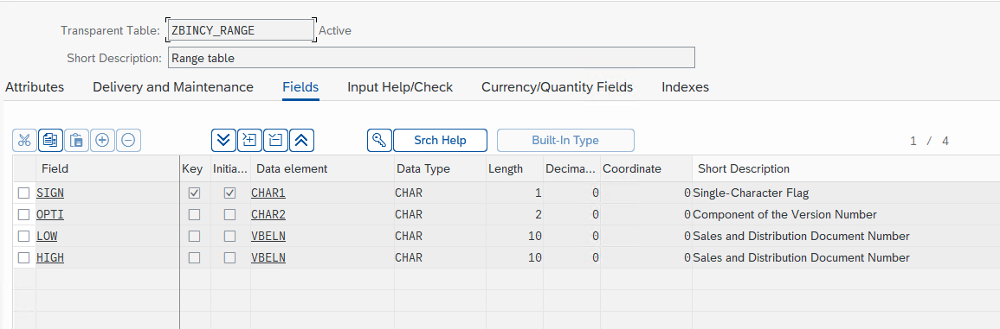 Transparent Table: ZBINCY_RANGE Active
Short Description: Range table
Attributes Delivery and Maintenance Fields Input Help/Check Currency/Quantity Fields Indexes
Srch Help Built-In Type 1 / 4
Field Key Initia... Data element Data Type Length Decima... Coordinate Short Description
SIGN CHAR1 CHAR 1 0 0 Single-Character Flag
OPTI CHAR2 CHAR 2 0 0 Component of the Version Number
LOW VBELN CHAR 10 0 0 Sales and Distribution Document Number
HIGH VBELN CHAR 10 0 0 Sales and Distribution Document Number